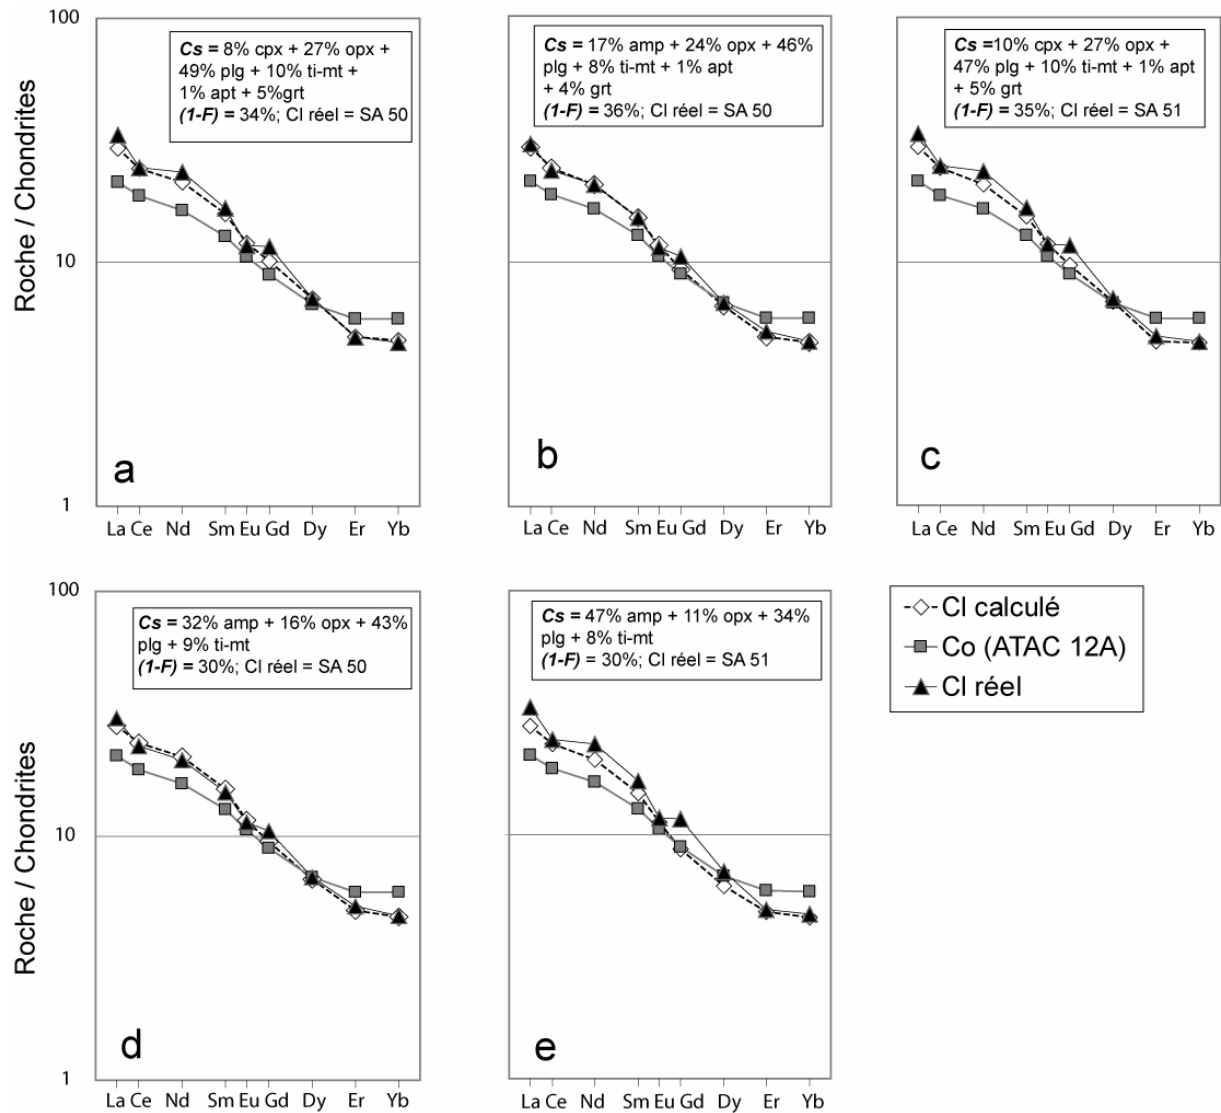 100
10
1
Roche / Chondrites
Cs = 8% cpx + 27% opx +
49% plg + 10% ti-mt +
1% apt + 5%grt
(1-F) = 34%; Cl réel = SA 50
a
La Ce Nd Sm Eu Gd Dy Er Yb
Cs = 17% amp + 24% opx + 46%
plg + 8% ti-mt + 1% apt
+ 4% grt
(1-F) = 36%; Cl réel = SA 50
b
La Ce Nd Sm Eu Gd Dy Er Yb
Cs =10% cpx + 27% opx +
47% plg + 10% ti-mt + 1% apt
+ 5% grt
(1-F) = 35%; Cl réel = SA 51
c
La Ce Nd Sm Eu Gd Dy Er Yb
100
10
1
Roche / Chondrites
Cs = 32% amp + 16% opx + 43%
plg + 9% ti-mt
(1-F) = 30%; Cl réel = SA 50
d
La Ce Nd Sm Eu Gd Dy Er Yb
Cs = 47% amp + 11% opx + 34%
plg + 8% ti-mt
(1-F) = 30%; Cl réel = SA 51
e
La Ce Nd Sm Eu Gd Dy Er Yb
Cl calculé
Co (ATAC 12A)
Cl réel